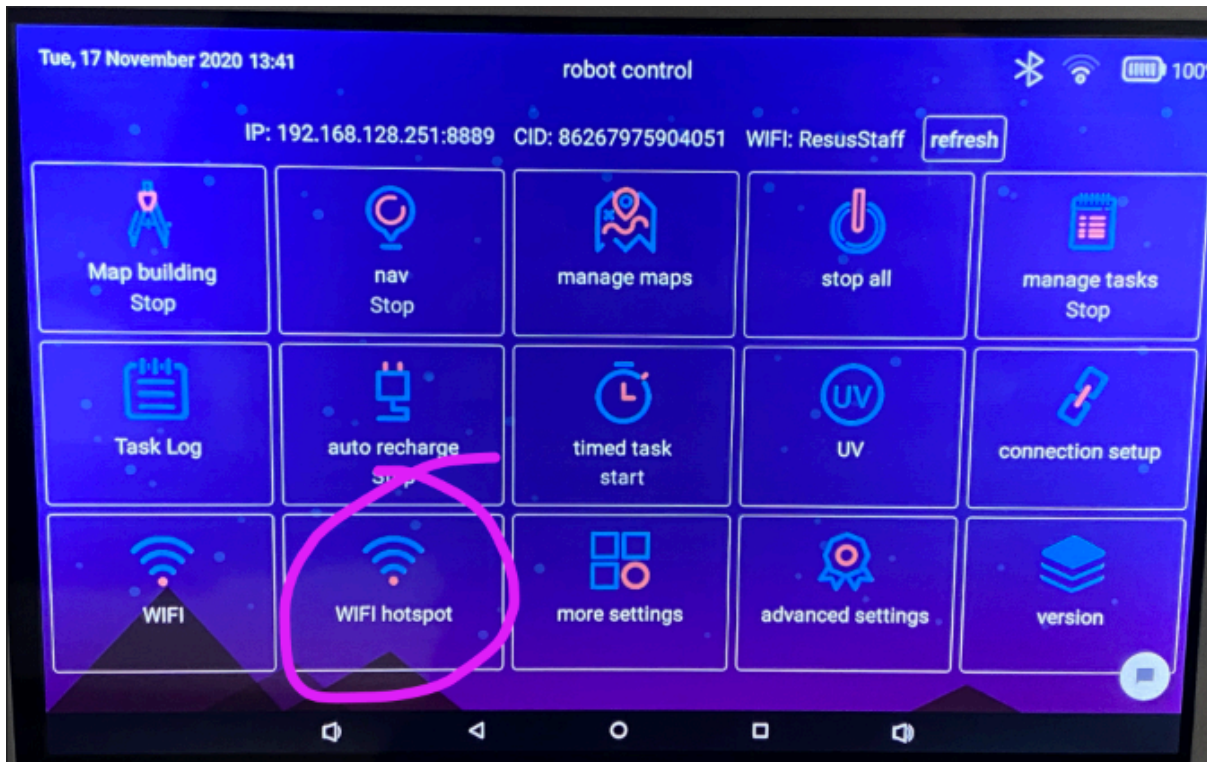 Tue, 17 November 2020 13:41
robot control
100%
IP: 192.168.128.251:8889 CID: 86267975904051 WIFI: ResusStaff refresh
Map building
Stop
nav
Stop
manage maps
stop all
manage tasks
Stop
Task Log
auto recharge
Stop
timed task
start
UV
UV
connection setup
WIFI
WIFI hotspot
more settings
advanced settings
version